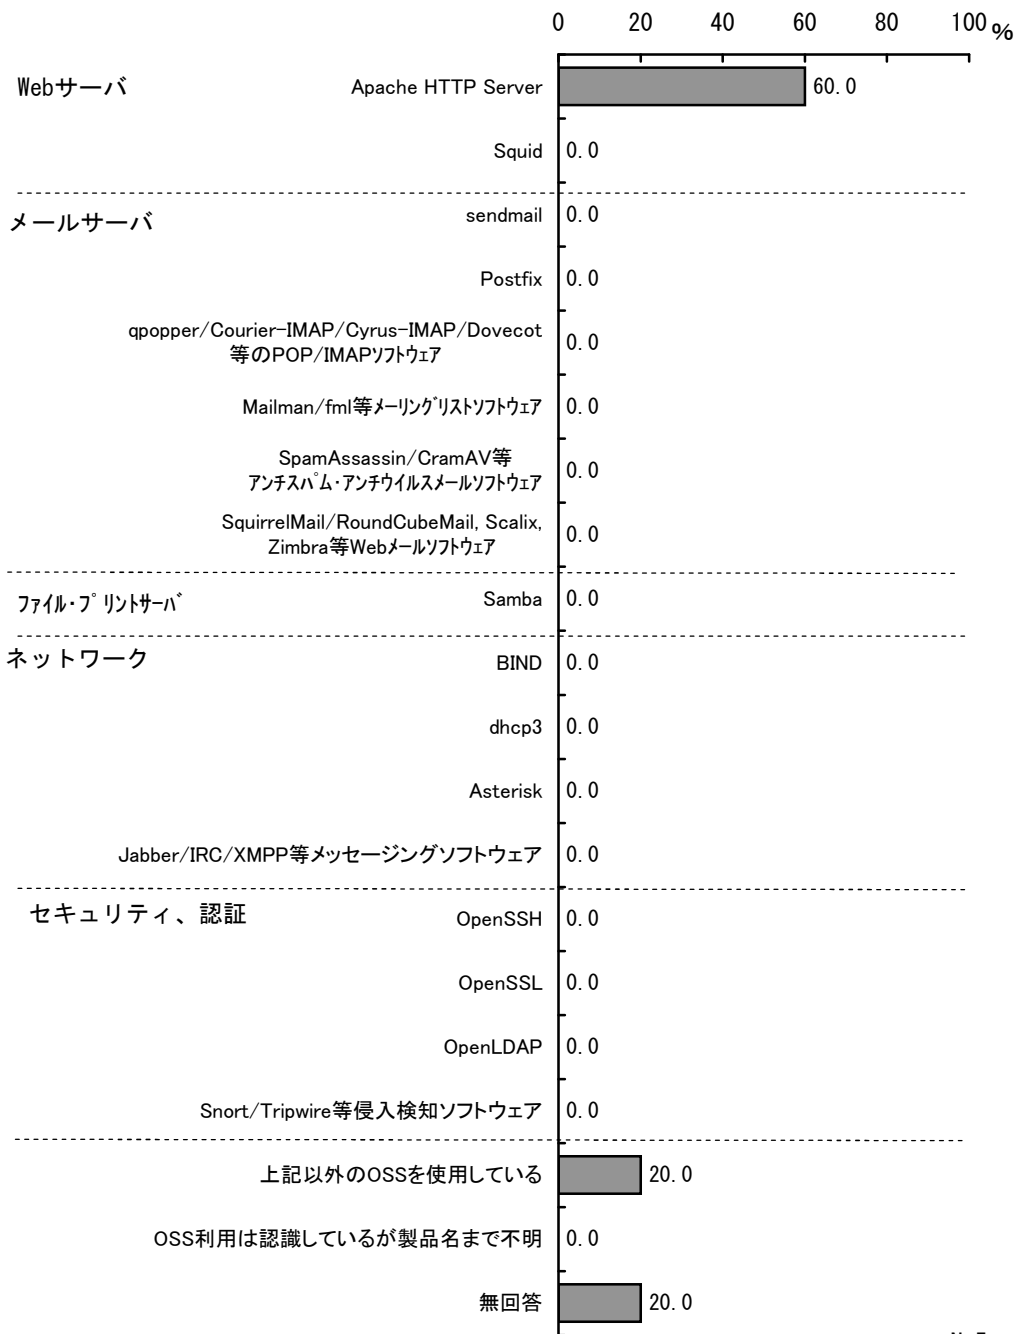 0 20 40 60 80 100 %
Webサーバ Apache HTTP Server 60.0
Squid 0.0
メールサーバ sendmail 0.0
Postfix 0.0
qpopper/Courier-IMAP/Cyrus-IMAP/Dovecot
等のPOP/IMAPソフトウェア 0.0
Mailman/fml等メーリングリストソフトウェア 0.0
SpamAssassin/CramAV等
アンチスパム・アンチウイルスメールソフトウェア 0.0
SquirrelMail/RoundCubeMail, Scalix,
Zimbra等Webメールソフトウェア 0.0
ファイル・プリントサーバ Samba 0.0
ネットワーク BIND 0.0
dhcp3 0.0
Asterisk 0.0
Jabber/IRC/XMPP等メッセージングソフトウェア 0.0
セキュリティ、認証 OpenSSH 0.0
OpenSSL 0.0
OpenLDAP 0.0
Snort/Tripwire等侵入検知ソフトウェア 0.0
上記以外のOSSを使用している 20.0
OSS利用は認識しているが製品名まで不明 0.0
無回答 20.0